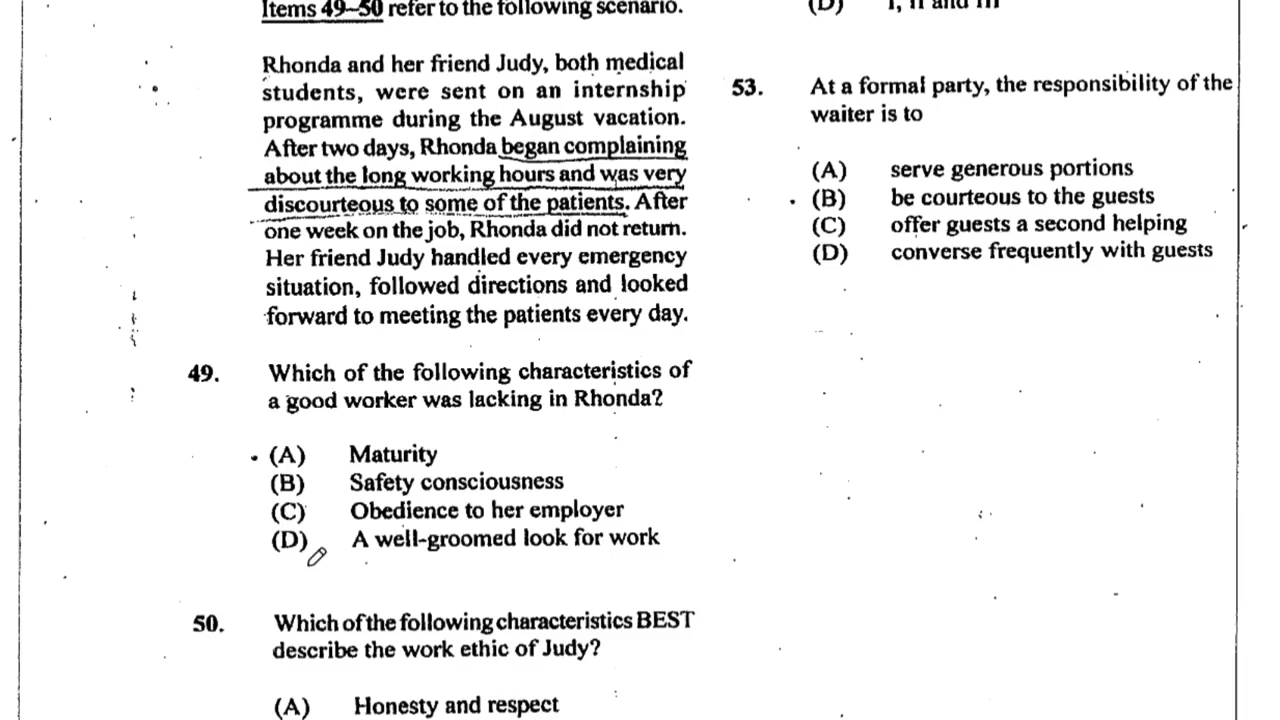 Items 49–50 refer to the following scenario.
Rhonda and her friend Judy, both medical
students, were sent on an internship
programme during the August vacation.
After two days, Rhonda began complaining
about the long working hours and was very
discourteous to some of the patients. After
one week on the job, Rhonda did not return.
Her friend Judy handled every emergency
situation, followed directions and looked
forward to meeting the patients every day.
49. Which of the following characteristics of
a good worker was lacking in Rhonda?
(A) Maturity
(B) Safety consciousness
(C) Obedience to her employer
(D) A well-groomed look for work
50. Which of the following characteristics BEST
describe the work ethic of Judy?
(A) Honesty and respect
(D) I, II and III
53. At a formal party, the responsibility of the
waiter is to
(A) serve generous portions
(B) be courteous to the guests
(C) offer guests a second helping
(D) converse frequently with guests